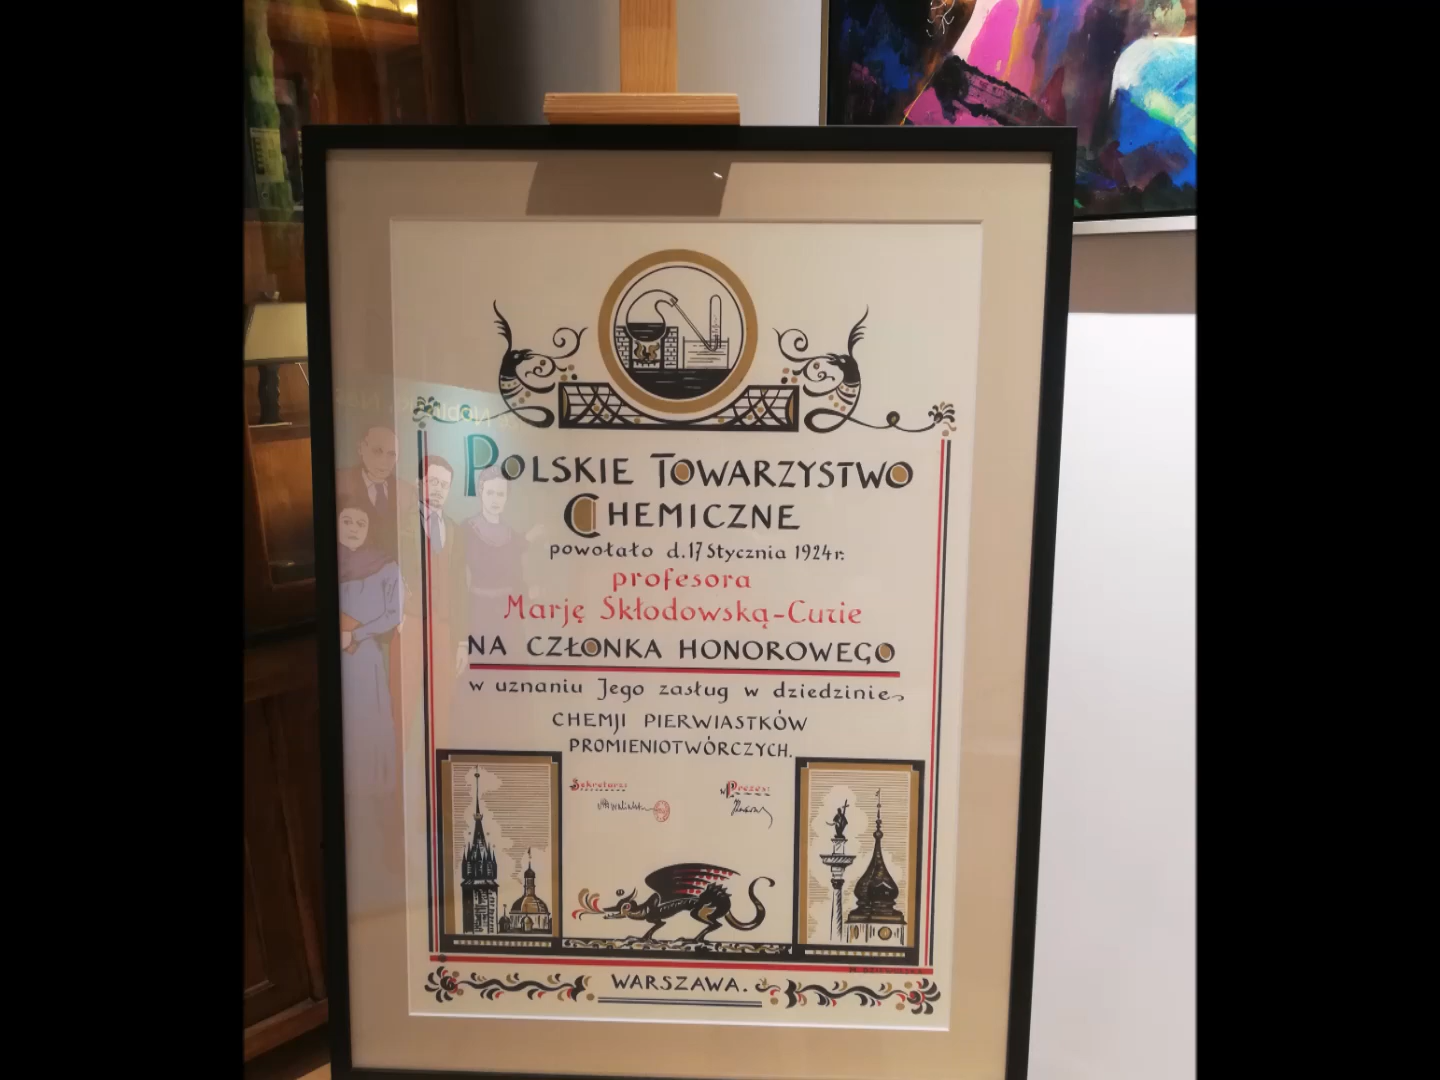 POLSKIE TOWARZYSTWO
CHEMICZNE
powołało d. 17 Stycznia 1924 r.
profesora
Marję Skłodowską-Curie
NA CZŁONKA HONOROWEGO
w uznaniu Jego zasług w dziedzinie
CHEMJI PIERWIASTKÓW
PROMIENIOTWÓRCZYCH.
Sekretarz: Prezes:
WARSZAWA.